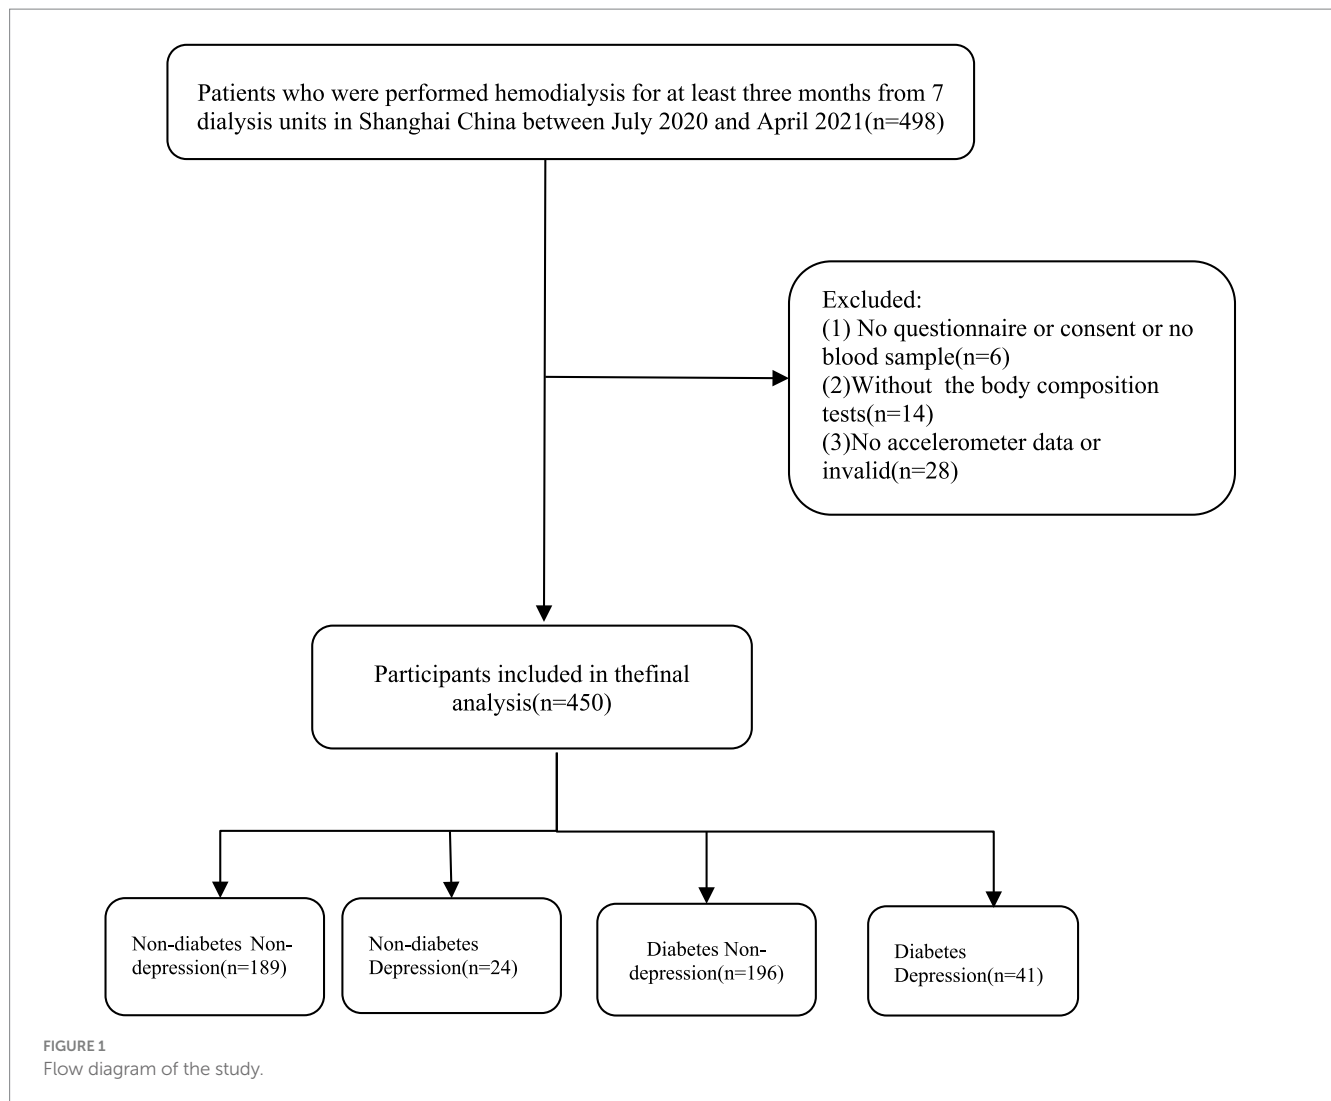 Patients who were performed hemodialysis for at least three months from 7
dialysis units in Shanghai China between July 2020 and April 2021(n=498)
Excluded:
(1) No questionnaire or consent or no
blood sample(n=6)
(2)Without the body composition
tests(n=14)
(3)No accelerometer data or
invalid(n=28)
Participants included in thefinal
analysis(n=450)
Non-diabetes Non-
depression(n=189)
Non-diabetes
Depression(n=24)
Diabetes Non-
depression(n=196)
Diabetes
Depression(n=41)
FIGURE 1
Flow diagram of the study.